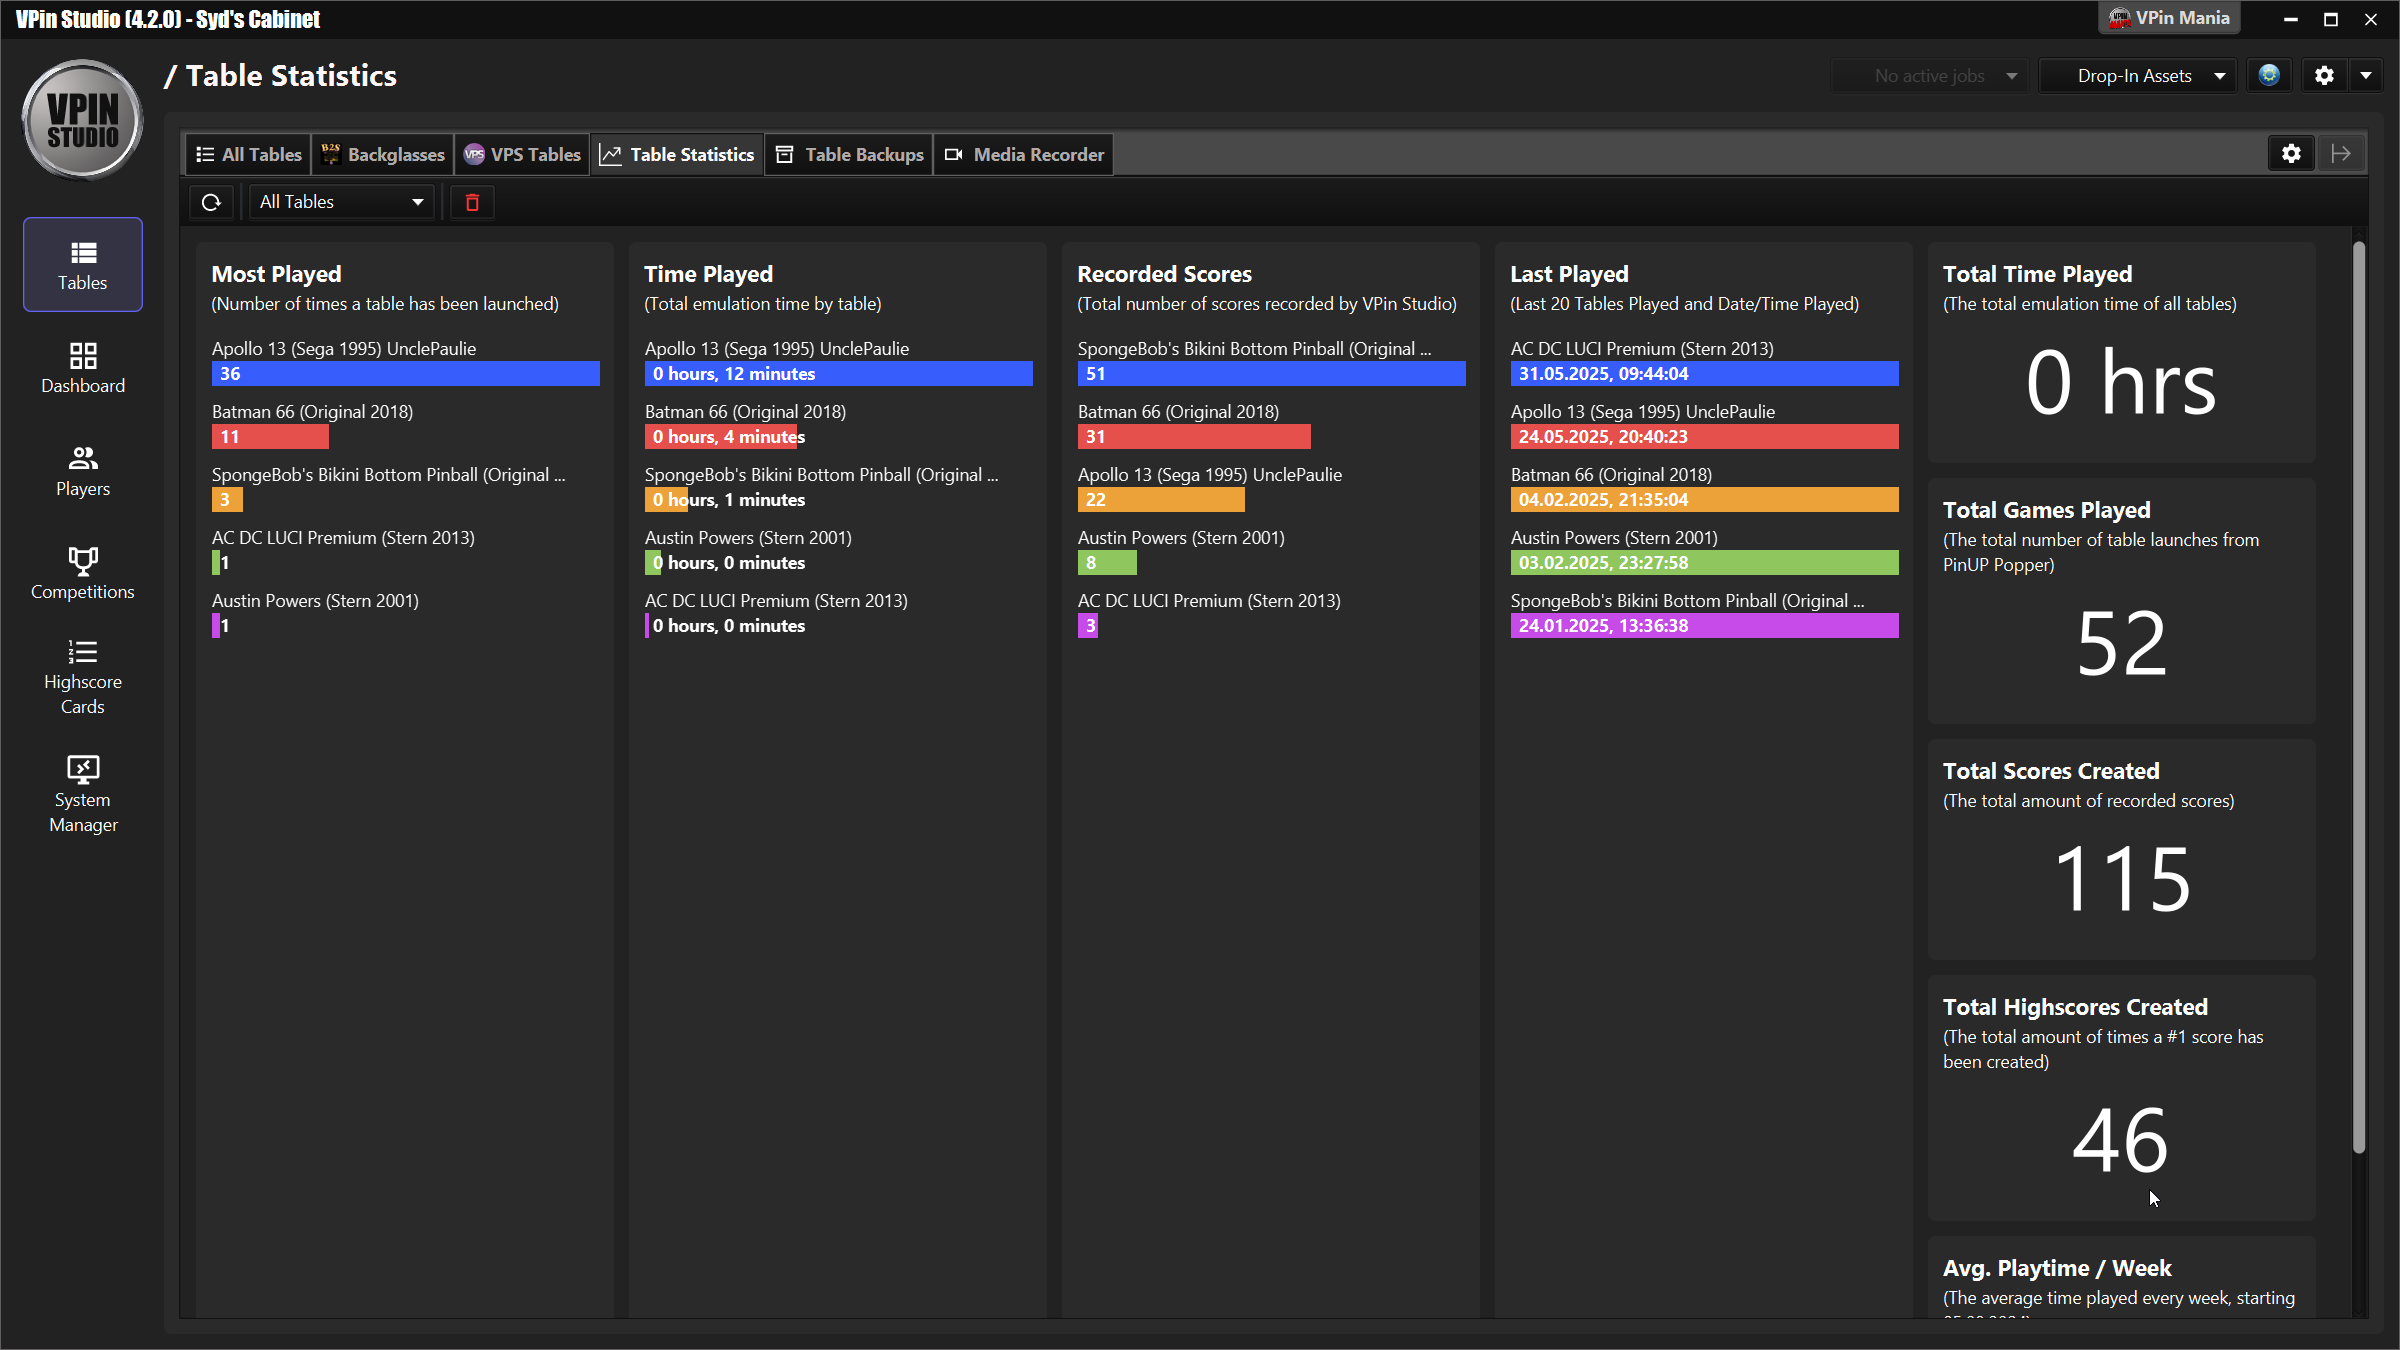 VPin Studio (4.2.0) - Syd's Cabinet
VPin Mania
VPIN
STUDIO
/ Table Statistics
No active jobs
Drop-In Assets
All Tables
B2S
Backglasses
VPS
VPS Tables
Table Statistics
Table Backups
Media Recorder
All Tables
Tables
Dashboard
Players
Competitions
Highscore
Cards
System
Manager
Most Played
(Number of times a table has been launched)
Apollo 13 (Sega 1995) UnclePaulie
36
Batman 66 (Original 2018)
11
SpongeBob's Bikini Bottom Pinball (Original ...
3
AC DC LUCI Premium (Stern 2013)
1
Austin Powers (Stern 2001)
1
Time Played
(Total emulation time by table)
Apollo 13 (Sega 1995) UnclePaulie
0 hours, 12 minutes
Batman 66 (Original 2018)
0 hours, 4 minutes
SpongeBob's Bikini Bottom Pinball (Original ...
0 hours, 1 minutes
Austin Powers (Stern 2001)
0 hours, 0 minutes
AC DC LUCI Premium (Stern 2013)
0 hours, 0 minutes
Recorded Scores
(Total number of scores recorded by VPin Studio)
SpongeBob's Bikini Bottom Pinball (Original ...
51
Batman 66 (Original 2018)
31
Apollo 13 (Sega 1995) UnclePaulie
22
Austin Powers (Stern 2001)
8
AC DC LUCI Premium (Stern 2013)
3
Last Played
(Last 20 Tables Played and Date/Time Played)
AC DC LUCI Premium (Stern 2013)
31.05.2025, 09:44:04
Apollo 13 (Sega 1995) UnclePaulie
24.05.2025, 20:40:23
Batman 66 (Original 2018)
04.02.2025, 21:35:04
Austin Powers (Stern 2001)
03.02.2025, 23:27:58
SpongeBob's Bikini Bottom Pinball (Original ...
24.01.2025, 13:36:38
Total Time Played
(The total emulation time of all tables)
0 hrs
Total Games Played
(The total number of table launches from
PinUP Popper)
52
Total Scores Created
(The total amount of recorded scores)
115
Total Highscores Created
(The total amount of times a #1 score has
been created)
46
Avg. Playtime / Week
(The average time played every week, starting